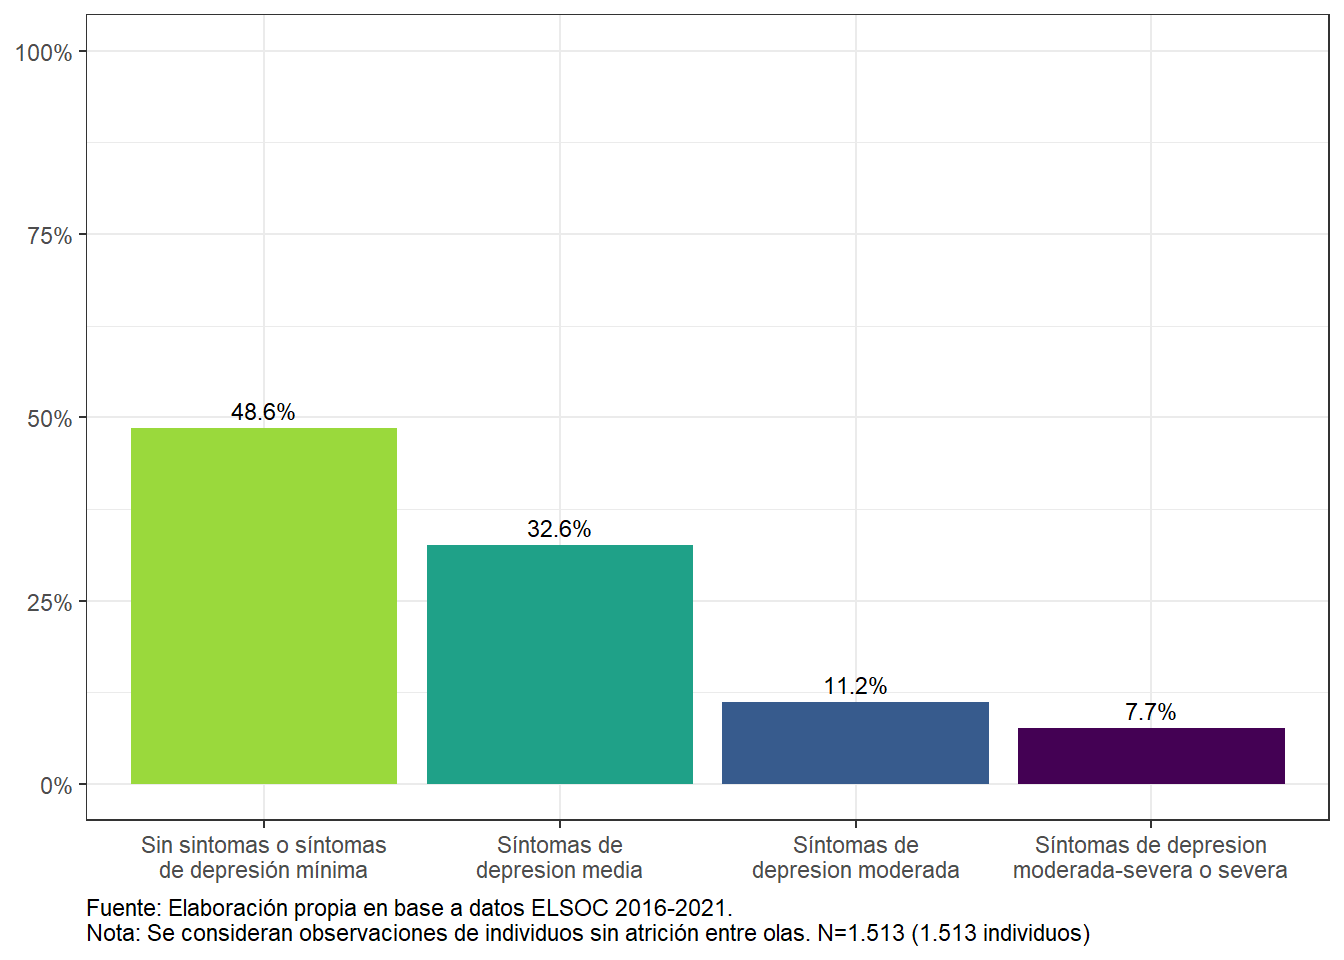 100%
75%
50%
25%
0%
48.6%
32.6%
11.2%
7.7%
Sin sintomas o síntomas
de depresión mínima
Síntomas de
depresion media
Síntomas de
depresion moderada
Síntomas de depresion
moderada-severa o severa
Fuente: Elaboración propia en base a datos ELSOC 2016-2021.
Nota: Se consideran observaciones de individuos sin atrición entre olas. N=1.513 (1.513 individuos)